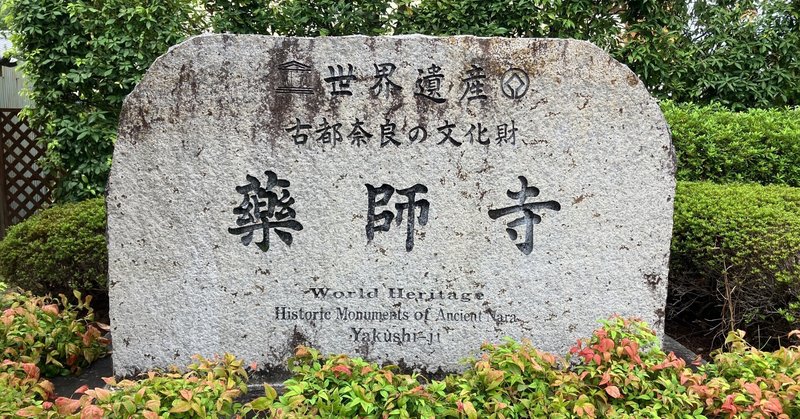 世界遺産
古都奈良の文化財
藥師寺
World Heritage
Historic Monuments of Ancient Nara
Yakushi-ji